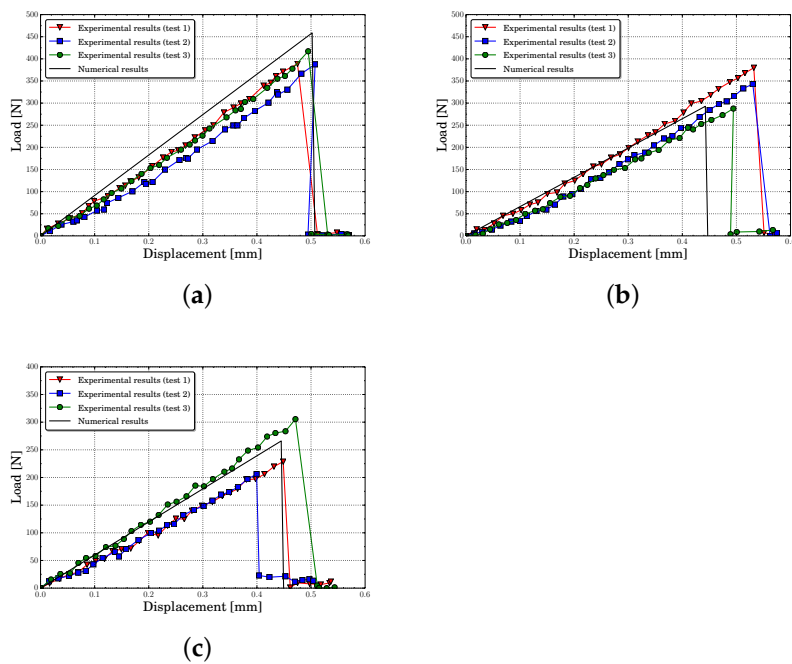 500
450
400
350
300
250
200
150
100
50
0
0.0 0.1 0.2 0.3 0.4 0.5 0.6
Load [N]
Displacement [mm]
Experimental results (test 1)
Experimental results (test 2)
Experimental results (test 3)
Numerical results
(a)
500
450
400
350
300
250
200
150
100
50
0
0.0 0.1 0.2 0.3 0.4 0.5 0.6
Load [N]
Displacement [mm]
Experimental results (test 1)
Experimental results (test 2)
Experimental results (test 3)
Numerical results
(b)
400
350
300
250
200
150
100
50
0
0.0 0.1 0.2 0.3 0.4 0.5 0.6
Load [N]
Displacement [mm]
Experimental results (test 1)
Experimental results (test 2)
Experimental results (test 3)
Numerical results
(c)